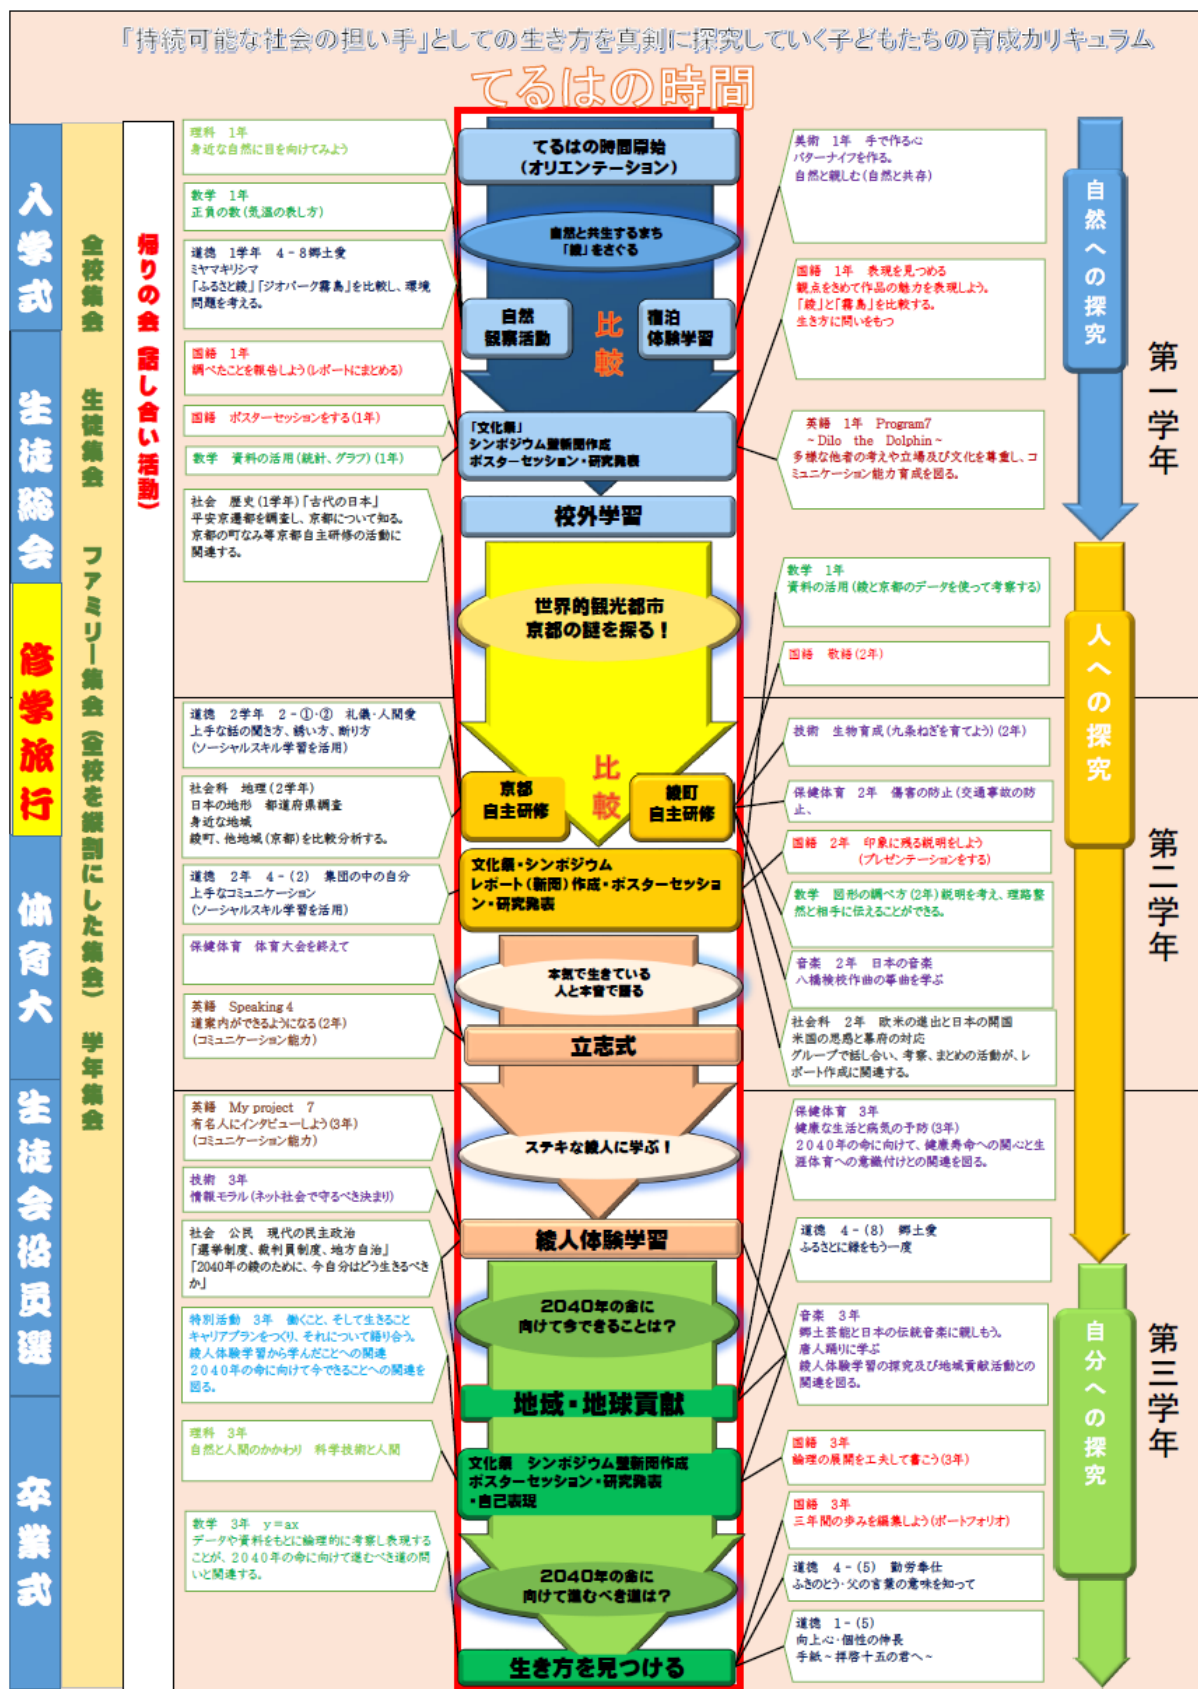 「持続可能な社会の担い手」としての生き方を真剣に探究していく子どもたちの育成カリキュラム
てるはの時間
入学式
生徒総会
修学旅行
体育大
生徒会役員選
卒業式
全校集会　生徒集会　ファミリー集会（全校を縦割にした集会）　学年集会
帰りの会（話し合い活動）
理科　1年
身近な自然に目を向けてみよう
数学　1年
正負の数（気温の表し方）
道徳　1学年　4－8郷土愛
ミヤマキリシマ
「ふるさと綾」「ジオパーク霧島」を比較し、環境
問題を考える。
国語　1年
調べたことを報告しよう（レポートにまとめる）
国語　ポスターセッションをする（1年）
数学　資料の活用（統計、グラフ）（1年）
社会　歴史（1学年）「古代の日本」
平安京遷都を調査し、京都について知る。
京都の町なみ等京都自主研修の活動に
関連する。
道徳　2学年　2－①・②　礼儀・人間愛
上手な話の聞き方、誘い方、断り方
（ソーシャルスキル学習を活用）
社会科　地理（2学年）
日本の地形　都道府県調査
身近な地域
綾町、他地域（京都）を比較分析する。
道徳　2年　4－（2）　集団の中の自分
上手なコミュニケーション
（ソーシャルスキル学習を活用）
保健体育　体育大会を終えて
英語　Speaking 4
道案内ができるようになる（2年）
（コミュニケーション能力）
英語　My project　7
有名人にインタビューしよう（3年）
（コミュニケーション能力）
技術　3年
情報モラル（ネット社会で守るべき決まり）
社会　公民　現代の民主政治
「選挙制度、裁判員制度、地方自治」
「2040年の綾のために、今自分はどう生きるべき
か」
特別活動　3年　働くこと、そして生きること
キャリアプランをつくり、それについて語り合う。
綾人体験学習から学んだことへの関連
2040年の命に向けて今できることへの関連を
図る。
理科　3年
自然と人間のかかわり　科学技術と人間
数学　3年　y＝ax
データや資料をもとに論理的に考察し表現する
ことが、2040年の命に向けて進むべき道の問
いと関連する。
てるはの時間開始
（オリエンテーション）
自然と共生するまち
「綾」をさぐる
自然
観察活動
比較
宿泊
体験学習
「文化祭」
シンポジウム壁新聞作成
ポスターセッション・研究発表
校外学習
世界的観光都市
京都の謎を探る！
京都
自主研修
比較
綾町
自主研修
文化祭・シンポジウム
レポート（新聞）作成・ポスターセッショ
ン・研究発表
本気で生きている
人と本音で語る
立志式
ステキな綾人に学ぶ！
綾人体験学習
2040年の命に
向けて今できることは？
地域・地球貢献
文化祭　シンポジウム壁新聞作成
ポスターセッション・研究発表
・自己表現
2040年の命に
向けて進むべき道は？
生き方を見つける
美術　1年　手で作る心
バターナイフを作る。
自然と親しむ（自然と共存）
国語　1年　表現を見つめる
観点をきめて作品の魅力を表現しよう。
「綾」と「霧島」を比較する。
生き方に問いをもつ
英語　1年　Program7
～Dilo　the　Dolphin～
多様な他者の考えや立場及び文化を尊重し、コ
ミュニケーション能力育成を図る。
数学　1年
資料の活用（綾と京都のデータを使って考察する）
国語　敬語（2年）
技術　生物育成（九条ねぎを育てよう）（2年）
保健体育　2年　傷害の防止（交通事故の防
止、
国語　2年　印象に残る説明をしよう
（プレゼンテーションをする）
数学　図形の調べ方（2年）説明を考え、理路整
然と相手に伝えることができる。
音楽　2年　日本の音楽
八橋検校作曲の箏曲を学ぶ
社会科　2年　欧米の進出と日本の開国
米国の思惑と幕府の対応
グループで話し合い、考察、まとめの活動が、レ
ポート作成に関連する。
保健体育　3年
健康な生活と病気の予防（3年）
2040年の命に向けて、健康寿命への関心と生
涯体育への意識付けとの関連を図る。
道徳　4－（8）　郷土愛
ふるさとに緑をもう一度
音楽　3年
郷土芸能と日本の伝統音楽に親しもう。
唐人踊りに学ぶ
綾人体験学習の探究及び地域貢献活動との
関連を図る。
国語　3年
論理の展開を工夫して書こう（3年）
国語　3年
三年間の歩みを編集しよう（ポートフォリオ）
道徳　4－（5）　勤労奉仕
ふきのとう・父の言葉の意味を知って
道徳　1－（5）
向上心・個性の伸長
手紙～拝啓十五の君へ～
自然への探究
人への探究
自分への探究
第一学年
第二学年
第三学年